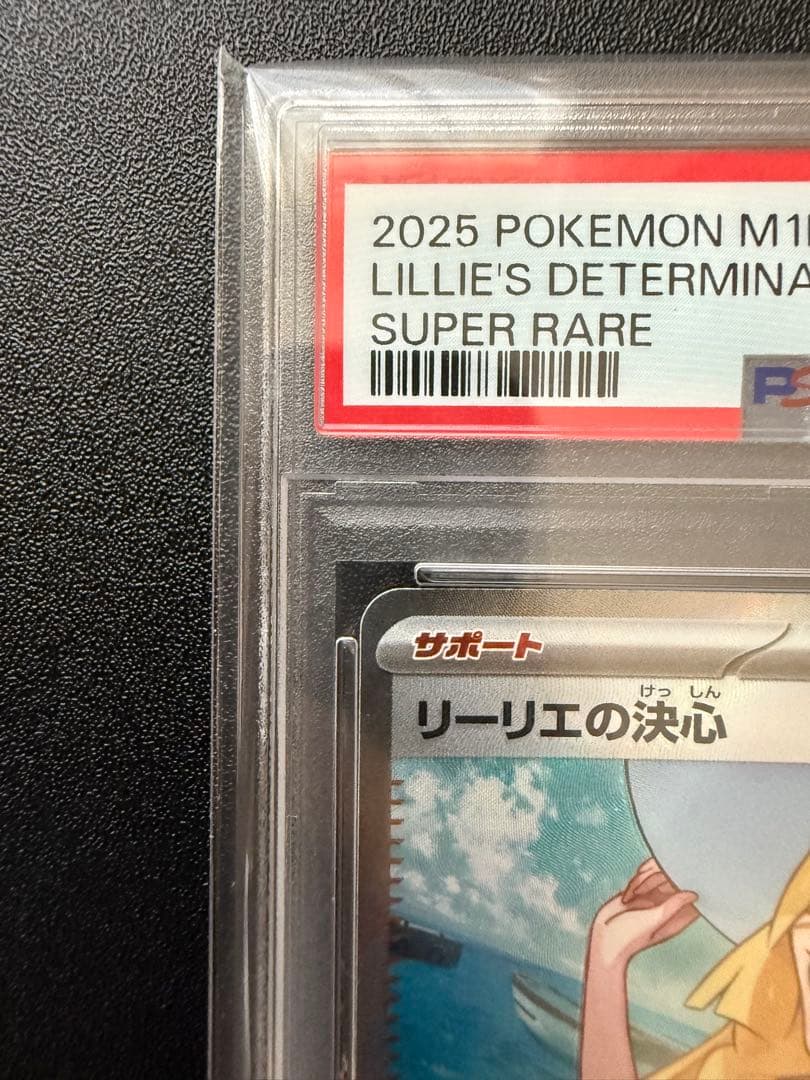 2025 POKEMON M1
LILLIE'S DETERMINA
SUPER RARE
PS
サポート
けっ しん
リーリエの決心